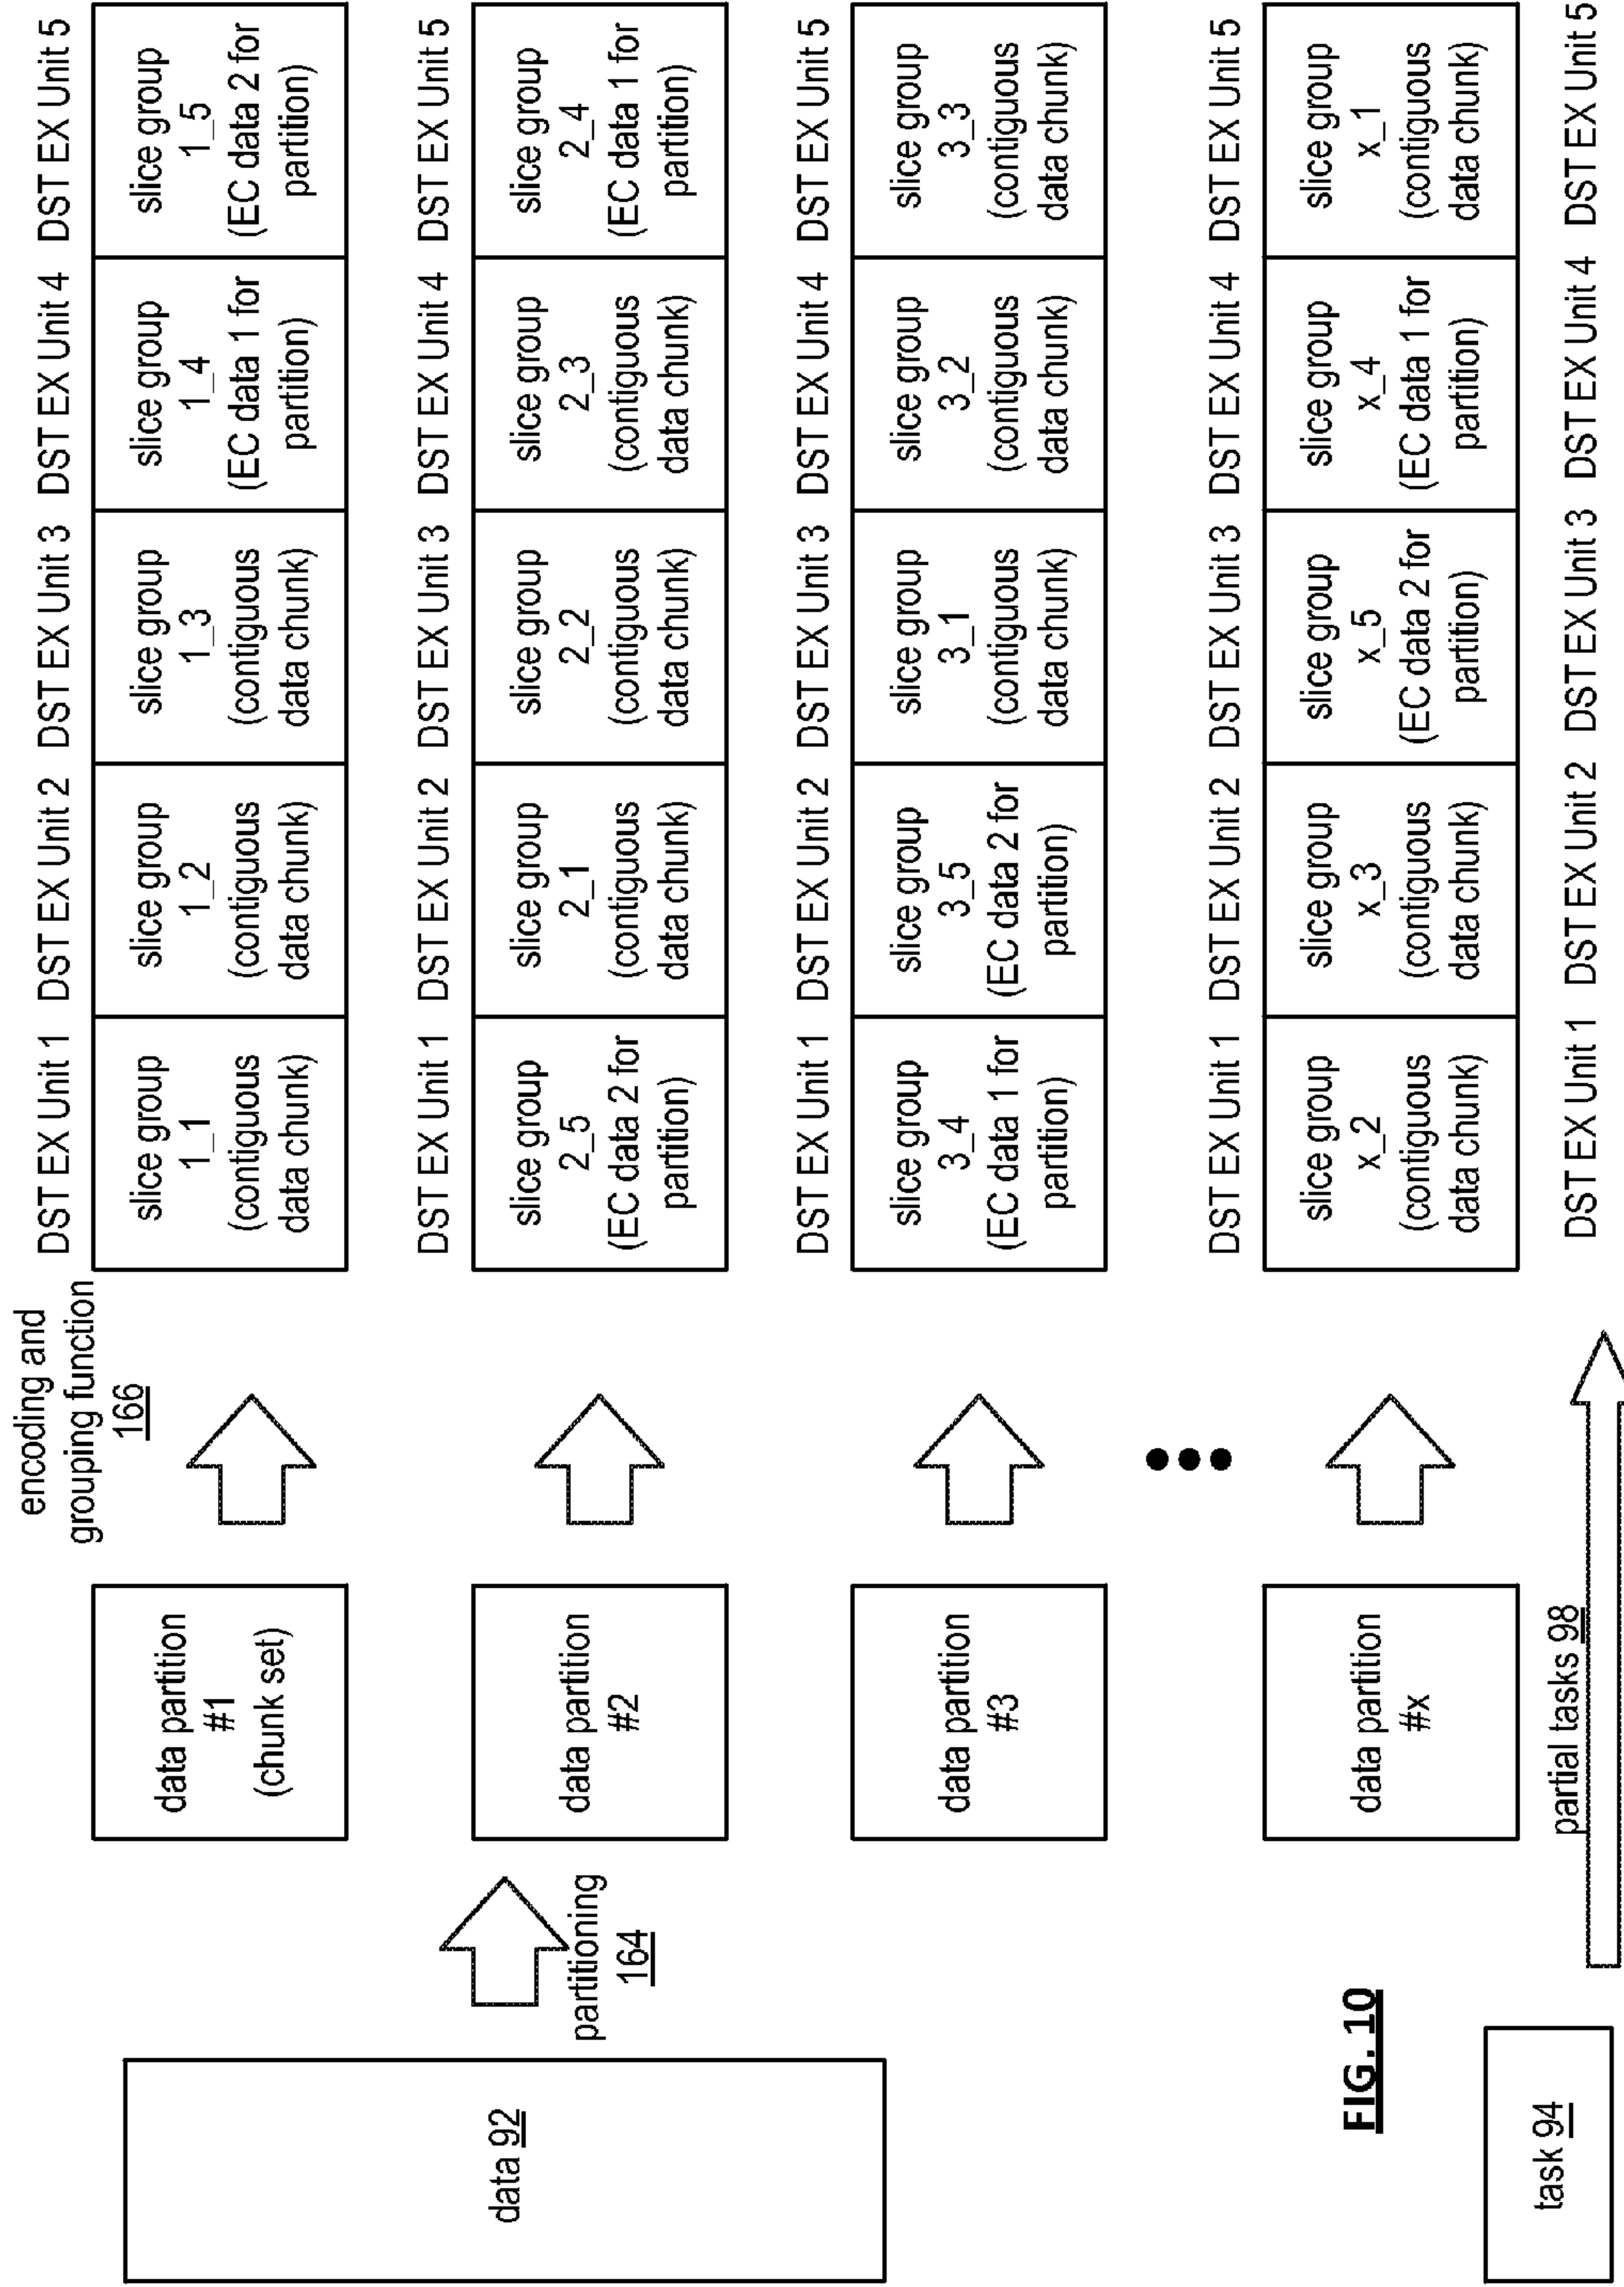 encoding and
grouping function
166
DST EX Unit 1 DST EX Unit 2 DST EX Unit 3 DST EX Unit 4 DST EX Unit 5
data 92
partitioning
164
data partition
#1
(chunk set)
slice group
1_1
(contiguous
data chunk)
slice group
1_2
(contiguous
data chunk)
slice group
1_3
(contiguous
data chunk)
slice group
1_4
(EC data 1 for
partition)
slice group
1_5
(EC data 2 for
partition)
DST EX Unit 1 DST EX Unit 2 DST EX Unit 3 DST EX Unit 4 DST EX Unit 5
data partition
#2
slice group
2_5
(EC data 2 for
partition)
slice group
2_1
(contiguous
data chunk)
slice group
2_2
(contiguous
data chunk)
slice group
2_3
(contiguous
data chunk)
slice group
2_4
(EC data 1 for
partition)
DST EX Unit 1 DST EX Unit 2 DST EX Unit 3 DST EX Unit 4 DST EX Unit 5
data partition
#3
slice group
3_4
(EC data 1 for
partition)
slice group
3_5
(EC data 2 for
partition)
slice group
3_1
(contiguous
data chunk)
slice group
3_2
(contiguous
data chunk)
slice group
3_3
(contiguous
data chunk)
DST EX Unit 1 DST EX Unit 2 DST EX Unit 3 DST EX Unit 4 DST EX Unit 5
data partition
#x
slice group
x_2
(contiguous
data chunk)
slice group
x_3
(contiguous
data chunk)
slice group
x_5
(EC data 2 for
partition)
slice group
x_4
(EC data 1 for
partition)
slice group
x_1
(contiguous
data chunk)
FIG. 10
task 94
partial tasks 98
DST EX Unit 1 DST EX Unit 2 DST EX Unit 3 DST EX Unit 4 DST EX Unit 5